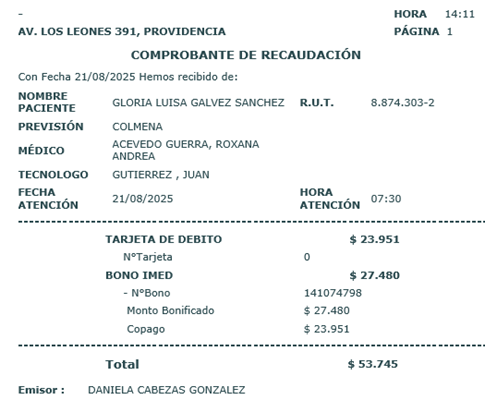 -
HORA 14:11
AV. LOS LEONES 391, PROVIDENCIA PÁGINA 1
COMPROBANTE DE RECAUDACIÓN
Con Fecha 21/08/2025 Hemos recibido de:
NOMBRE PACIENTE GLORIA LUISA GALVEZ SANCHEZ R.U.T. 8.874.303-2
PREVISIÓN COLMENA
MÉDICO ACEVEDO GUERRA, ROXANA ANDREA
TECNOLOGO GUTIERREZ , JUAN
FECHA ATENCIÓN 21/08/2025 HORA ATENCIÓN 07:30
TARJETA DE DEBITO $ 23.951
N°Tarjeta 0
BONO IMED $ 27.480
- N°Bono 141074798
Monto Bonificado $ 27.480
Copago $ 23.951
Total $ 53.745
Emisor : DANIELA CABEZAS GONZALEZ